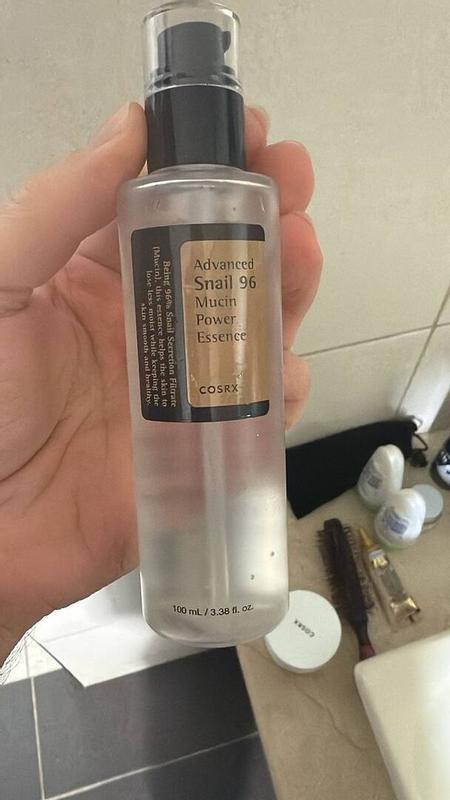 Advanced
Snail 96
Mucin
Power
Essence
COSRX
Being 96% Snail Secretion Filtrate
(Mucin), this essence helps the skin to
lose less moist while keeping the
skin smooth and healthy.
100 mL / 3.38 fl. oz.
COSRX